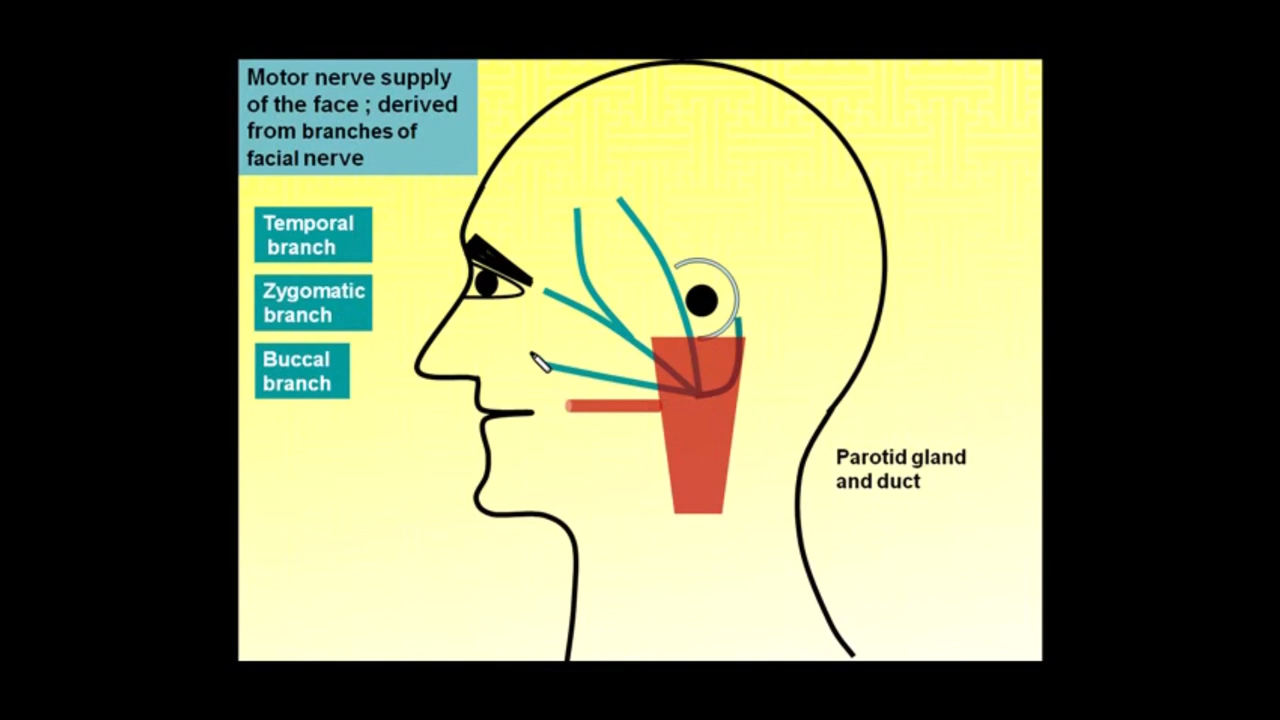 Motor nerve supply
of the face ; derived
from branches of
facial nerve
Temporal
branch
Zygomatic
branch
Buccal
branch
Parotid gland
and duct